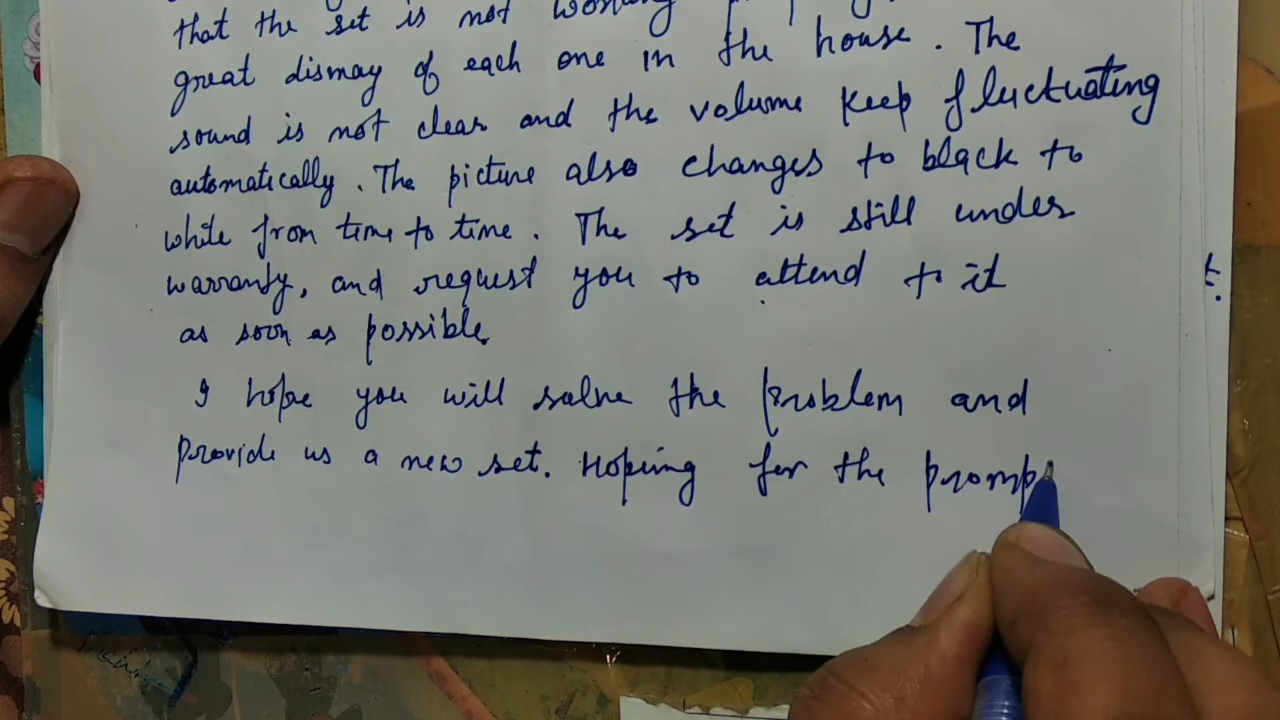 that the set is not working
great dismay of each one in the house. The
sound is not clear and the volume keep fluctuating
automatically. The picture also changes to black to
white from time to time. The set is still under
warranty, and request you to attend to it
as soon as possible.
I hope you will solve the problem and
provide us a new set. Hoping for the promp